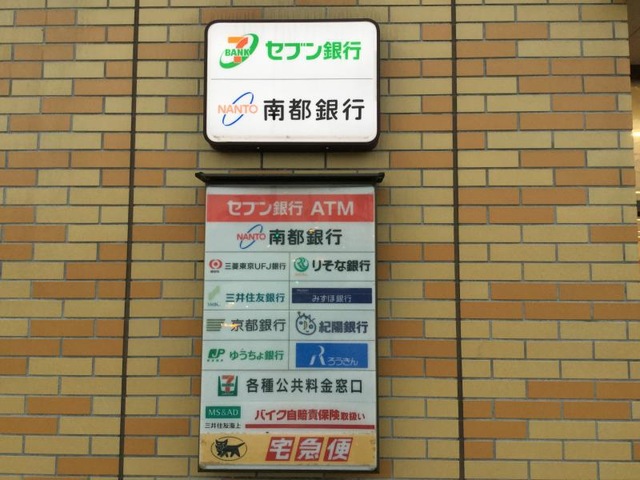 7 BANK セブン銀行
NANTO 南都銀行
セブン銀行 ATM
NANTO 南都銀行
三菱東京UFJ銀行 りそな銀行
三井住友銀行 みずほ銀行
京都銀行 紀陽銀行
ゆうちょ銀行 R ろうきん
7 各種公共料金窓口
MS&AD
三井住友海上 バイク自賠責保険取扱い
宅急便